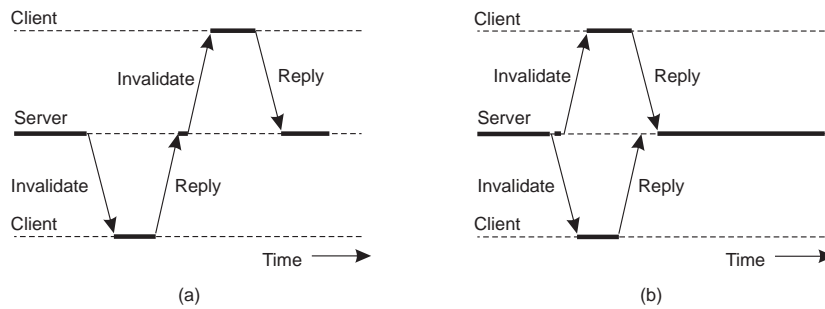 Client
Invalidate
Reply
Server
Invalidate
Reply
Client
Time
(a)
Client
Invalidate
Reply
Server
Invalidate
Reply
Client
Time
(b)